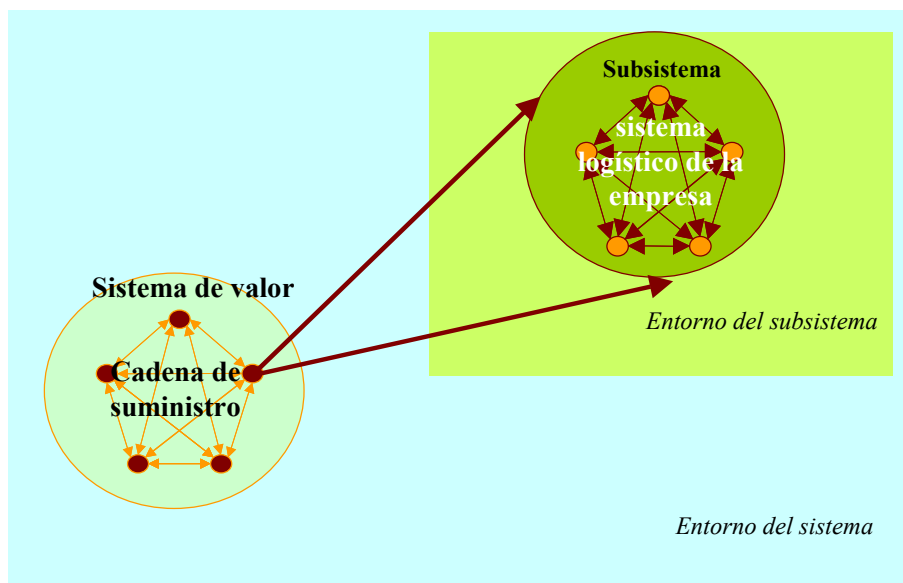 Subsistema
sistema
logístico de la
empresa
Entorno del subsistema
Sistema de valor
Cadena de
suministro
Entorno del sistema